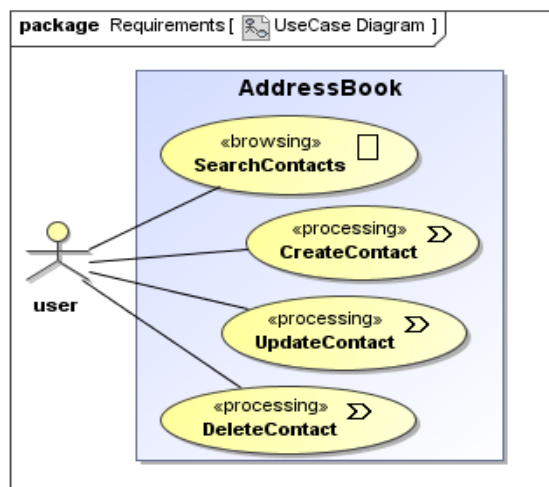 package Requirements [ UseCase Diagram ]
AddressBook
«browsing»
SearchContacts
«processing»
CreateContact
user
«processing»
UpdateContact
«processing»
DeleteContact